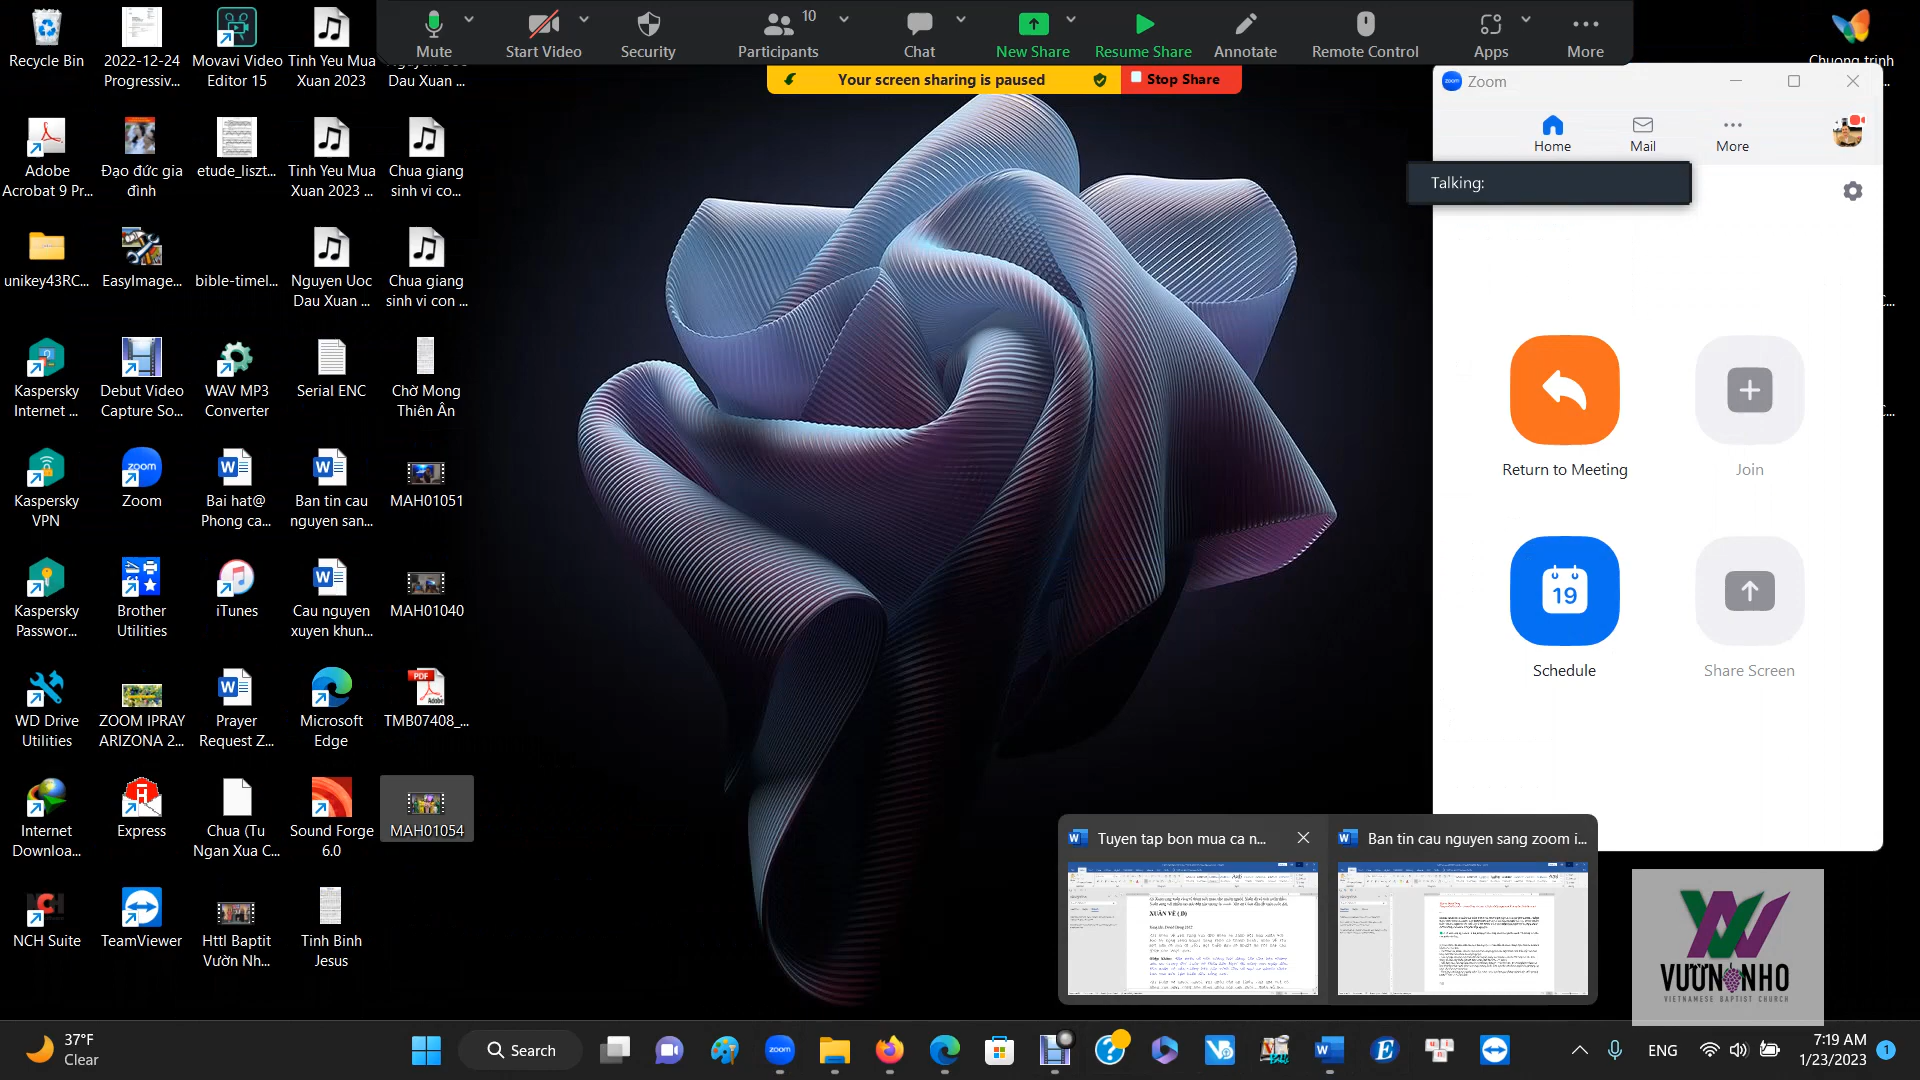 Mute
Start Video
Security
Participants
10
Chat
New Share
Resume Share
Annotate
Remote Control
Apps
More
Your screen sharing is paused
Stop Share
Recycle Bin
2022-12-24
Progressiv...
Movavi Video
Editor 15
Tinh Yeu Mua
Xuan 2023
Dau Xuan ...
Adobe
Acrobat 9 Pr...
Đạo đức gia
đình
etude_liszt...
Tinh Yeu Mua
Xuan 2023 ...
Chua giang
sinh vi co...
unikey43RC...
EasyImage...
bible-timel...
Nguyen Uoc
Dau Xuan ...
Chua giang
sinh vi con ...
Kaspersky
Internet ...
Debut Video
Capture So...
WAV MP3
Converter
Serial ENC
Chờ Mong
Thiên Ân
Kaspersky
VPN
Zoom
Bai hat@
Phong ca...
Ban tin cau
nguyen san...
MAH01051
Kaspersky
Passwor...
Brother
Utilities
iTunes
Cau nguyen
xuyen khun...
MAH01040
WD Drive
Utilities
ZOOM IPRAY
ARIZONA 2...
Prayer
Request Z...
Microsoft
Edge
TMB07408_...
Internet
Downloa...
Express
Chua (Tu
Ngan Xua C...
Sound Forge
6.0
MAH01054
NCH Suite
TeamViewer
Httl Baptit
Vườn Nh...
Tinh Binh
Jesus
Chuong trinh
Zoom
Home
Mail
More
Talking:
Return to Meeting
Join
19
Schedule
Share Screen
Tuyen tap bon mua ca n...
Ban tin cau nguyen sang zoom i...
XUÂN VỀ ( D)
VUON NHO
VIETNAMESE BAPTIST CHURCH
37°F
Clear
Search
zoom
ENG
7:19 AM
1/23/2023
1